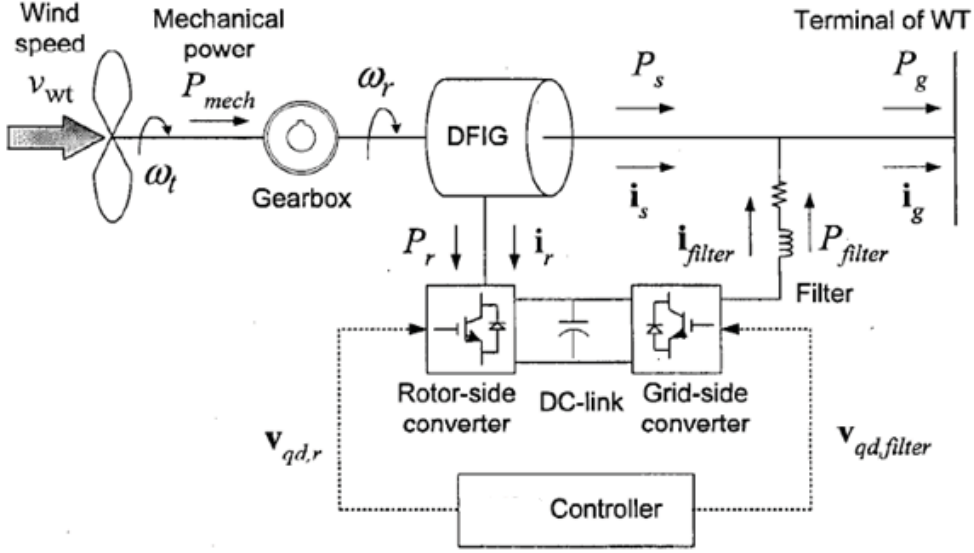 Wind
speed
v_wt
Mechanical
power
P_mech
ω_t
Gearbox
ω_r
DFIG
P_s
i_s
Terminal of WT
P_g
i_g
P_r
i_r
i_filter
P_filter
Filter
Rotor-side
converter
DC-link
Grid-side
converter
v_qd,r
v_qd,filter
Controller